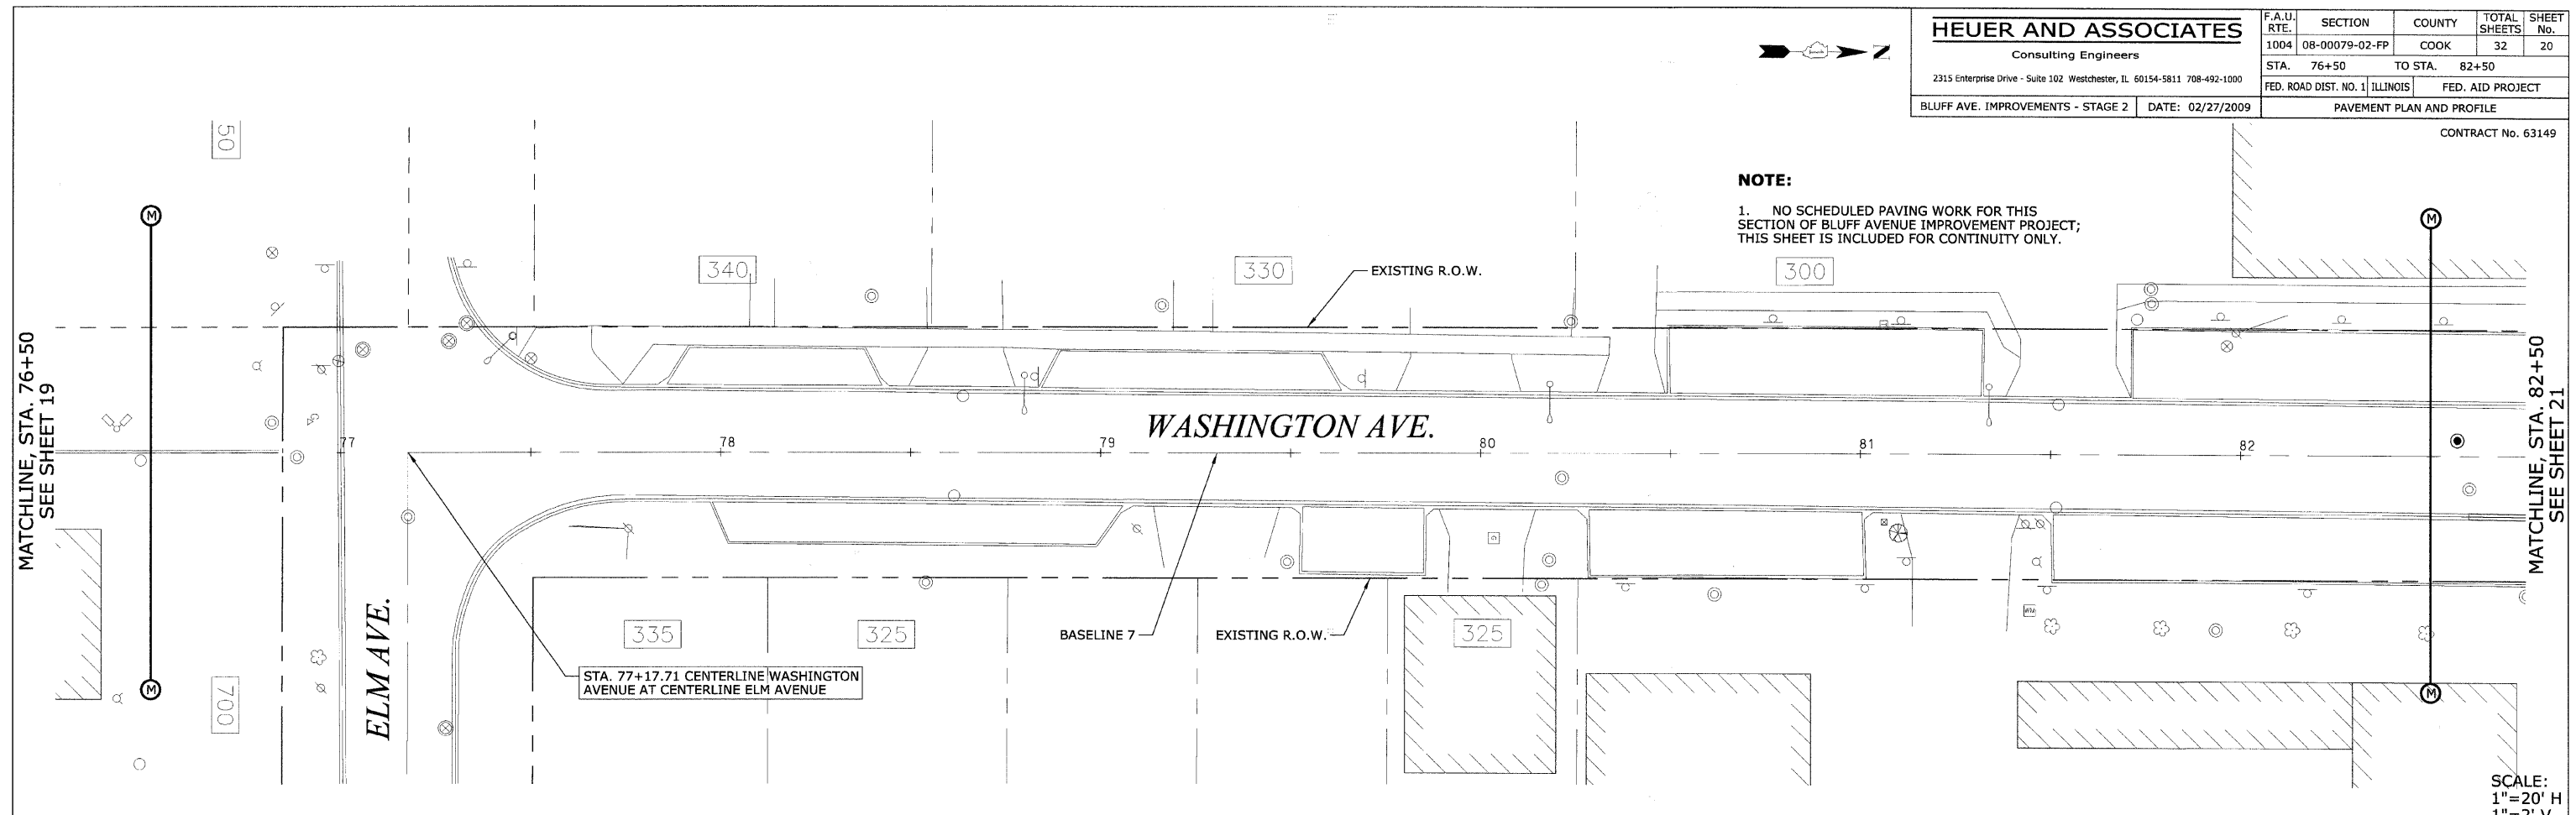 HEUER AND ASSOCIATES
Consulting Engineers
2315 Enterprise Drive - Suite 102 Westchester, IL 60154-5811 708-492-1000
BLUFF AVE. IMPROVEMENTS - STAGE 2 DATE: 02/27/2009
F.A.U. RTE. SECTION COUNTY TOTAL SHEETS SHEET No.
1004 08-00079-02-FP COOK 32 20
STA. 76+50 TO STA. 82+50
FED. ROAD DIST. NO. 1 ILLINOIS FED. AID PROJECT
PAVEMENT PLAN AND PROFILE
CONTRACT No. 63149
N
50
NOTE:
1. NO SCHEDULED PAVING WORK FOR THIS
SECTION OF BLUFF AVENUE IMPROVEMENT PROJECT;
THIS SHEET IS INCLUDED FOR CONTINUITY ONLY.
M
M
340
330
EXISTING R.O.W.
300
MATCHLINE, STA. 76+50
SEE SHEET 19
WASHINGTON AVE.
77
78
79
80
81
82
MATCHLINE, STA. 82+50
SEE SHEET 21
ELM AVE.
335
325
BASELINE 7
EXISTING R.O.W.
325
STA. 77+17.71 CENTERLINE WASHINGTON
AVENUE AT CENTERLINE ELM AVENUE
700
M
M
SCALE:
1"=20' H
1"=2' V